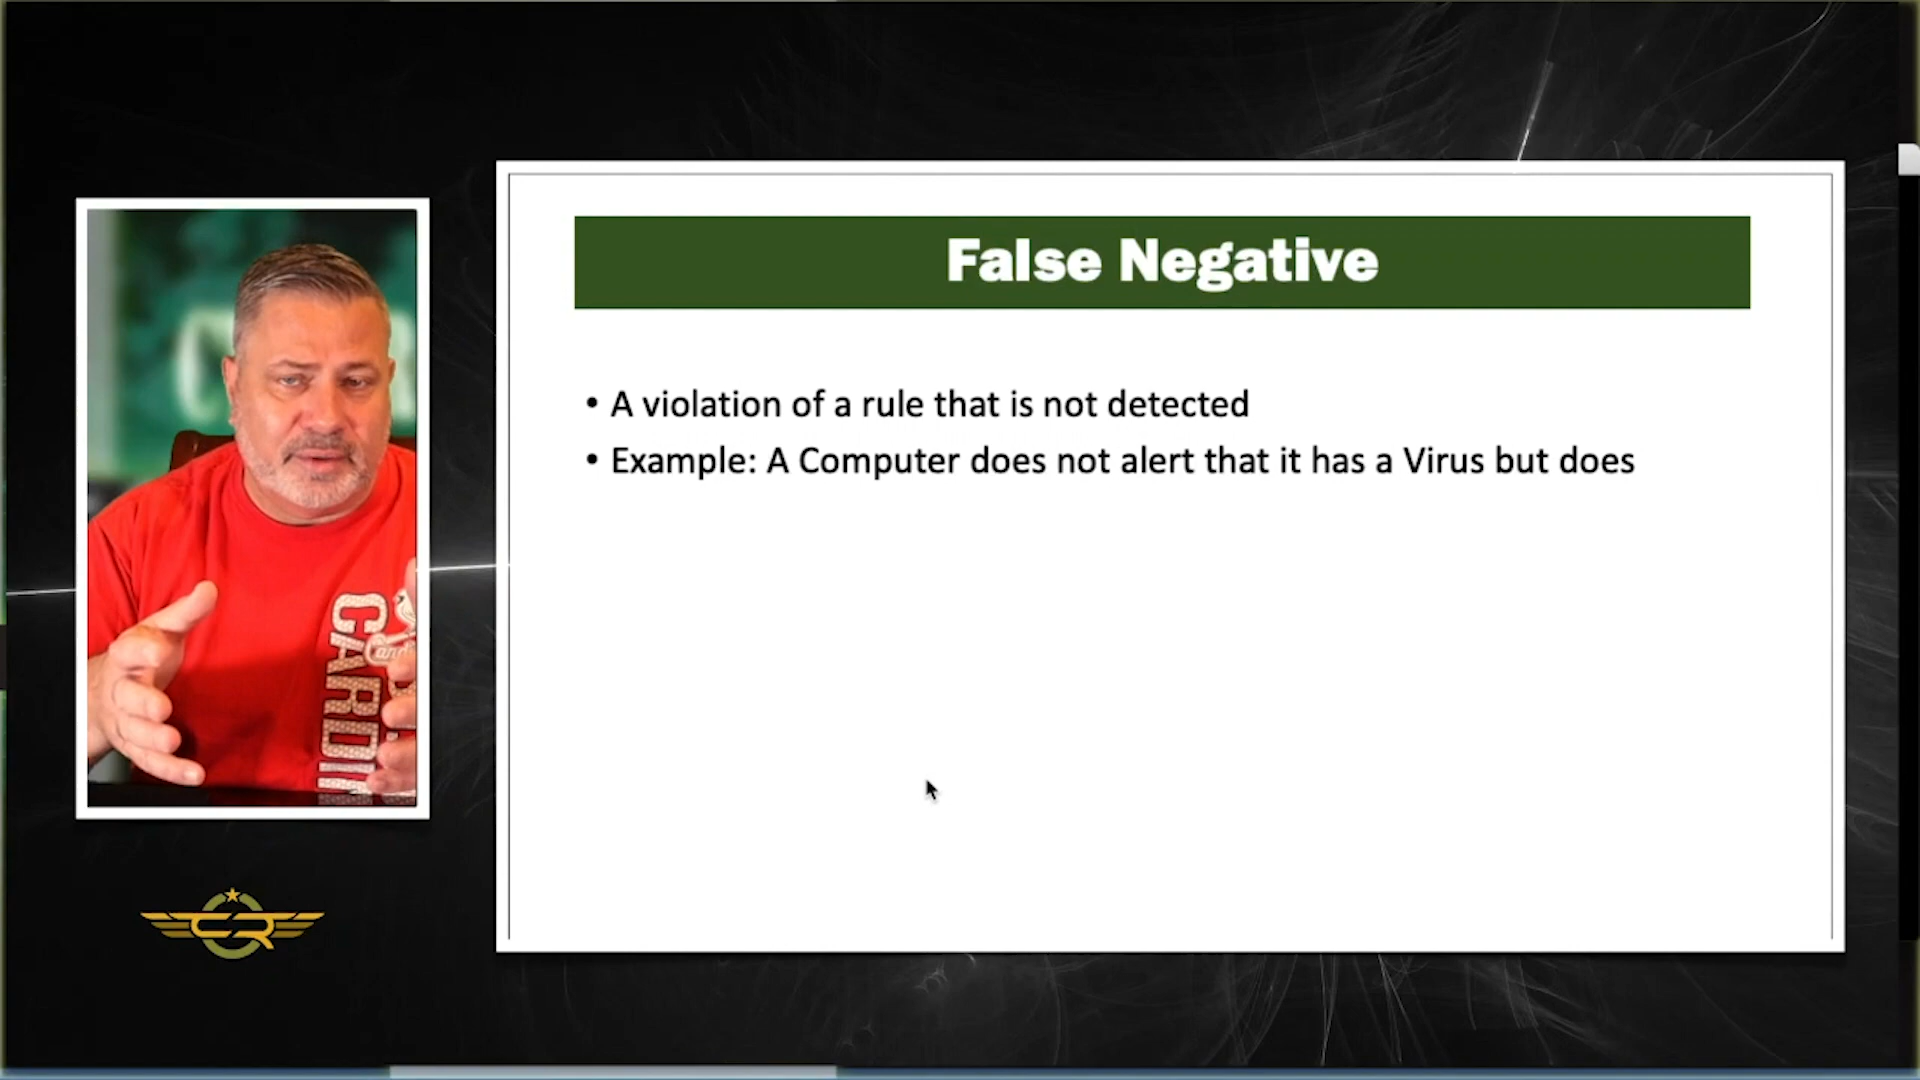 False Negative
• A violation of a rule that is not detected
• Example: A Computer does not alert that it has a Virus but does
CR